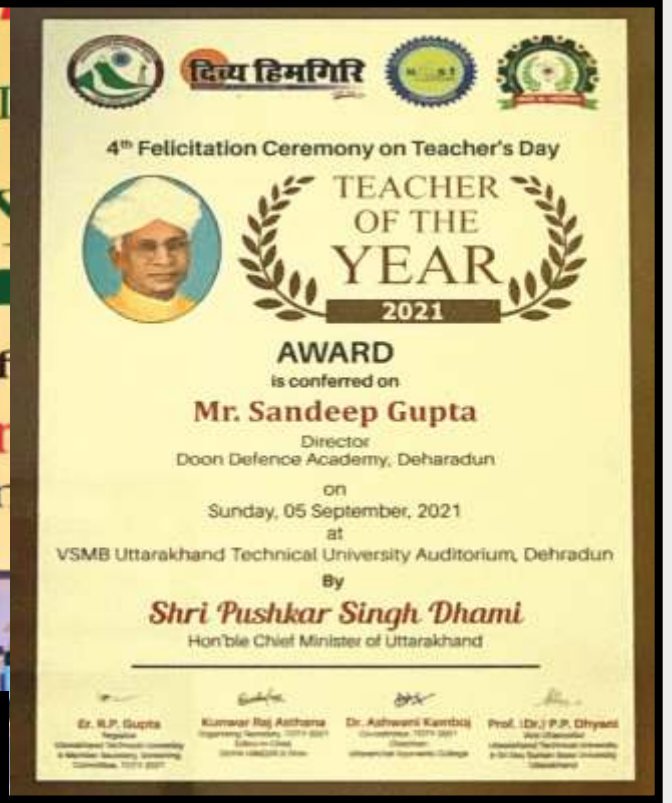 दिव्य हिमगिरि
4th Felicitation Ceremony on Teacher's Day
TEACHER
OF THE
YEAR
2021
AWARD
is conferred on
Mr. Sandeep Gupta
Director
Doon Defence Academy, Deharadun
on
Sunday, 05 September, 2021
at
VSMB Uttarakhand Technical University Auditorium, Dehradun
By
Shri Pushkar Singh Dhami
Hon'ble Chief Minister of Uttarakhand
Er. R.P. Gupta
Kunwar Raj Asthana
Dr. Ashwani Kamboj
Prof. (Dr.) P.P. Dhyani